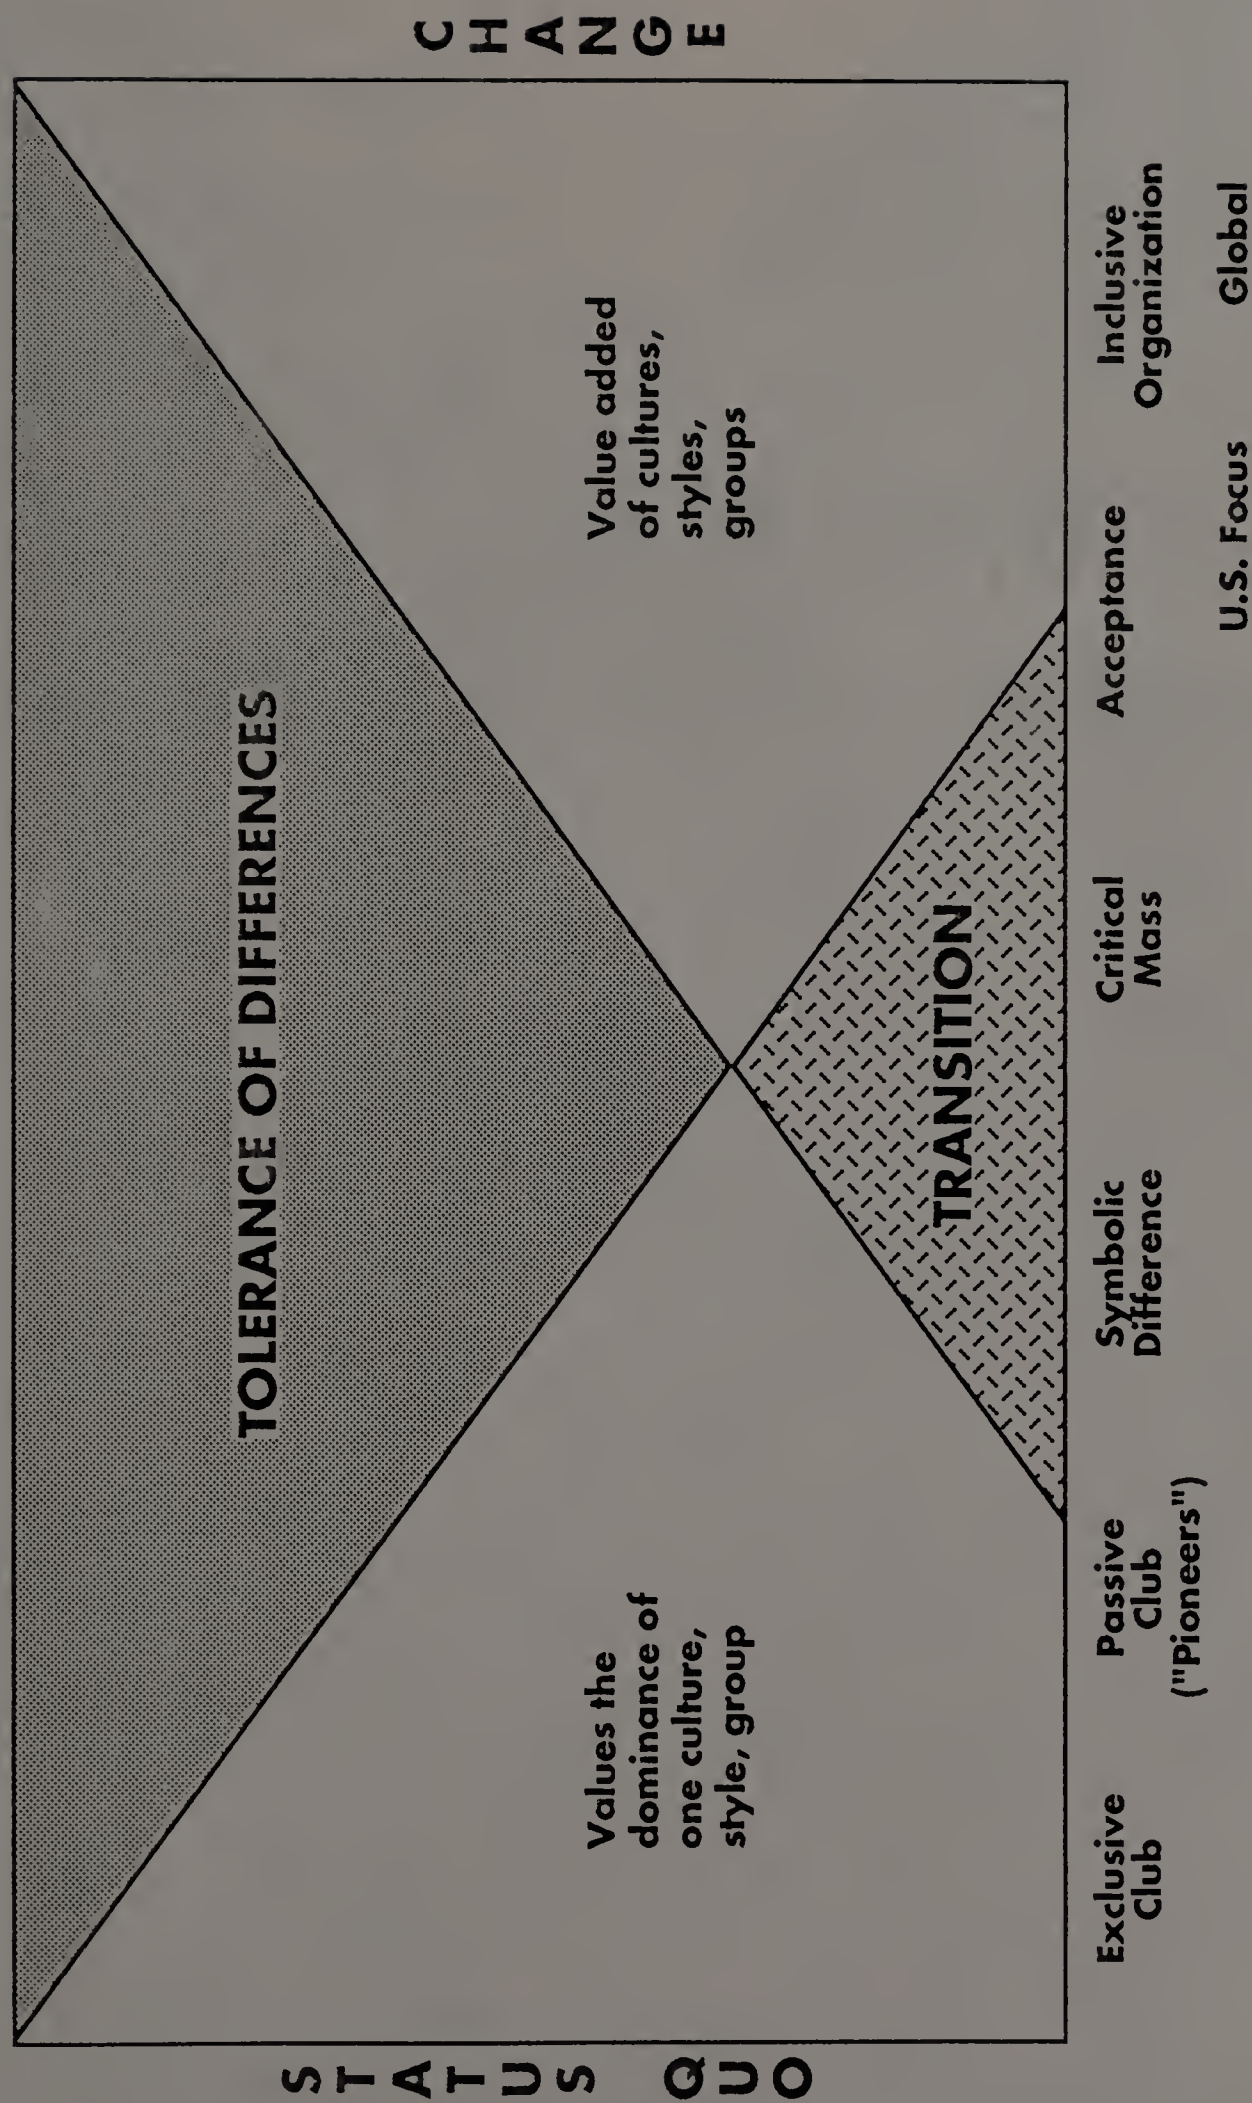 STATUS QUO
CHANGE
TOLERANCE OF DIFFERENCES
Values the
dominance of
one culture,
style, group
Value added
of cultures,
styles,
groups
TRANSITION
Exclusive
Club
Passive
Club
("Pioneers")
Symbolic
Difference
Critical
Mass
Acceptance
Inclusive
Organization
U.S. Focus
Global